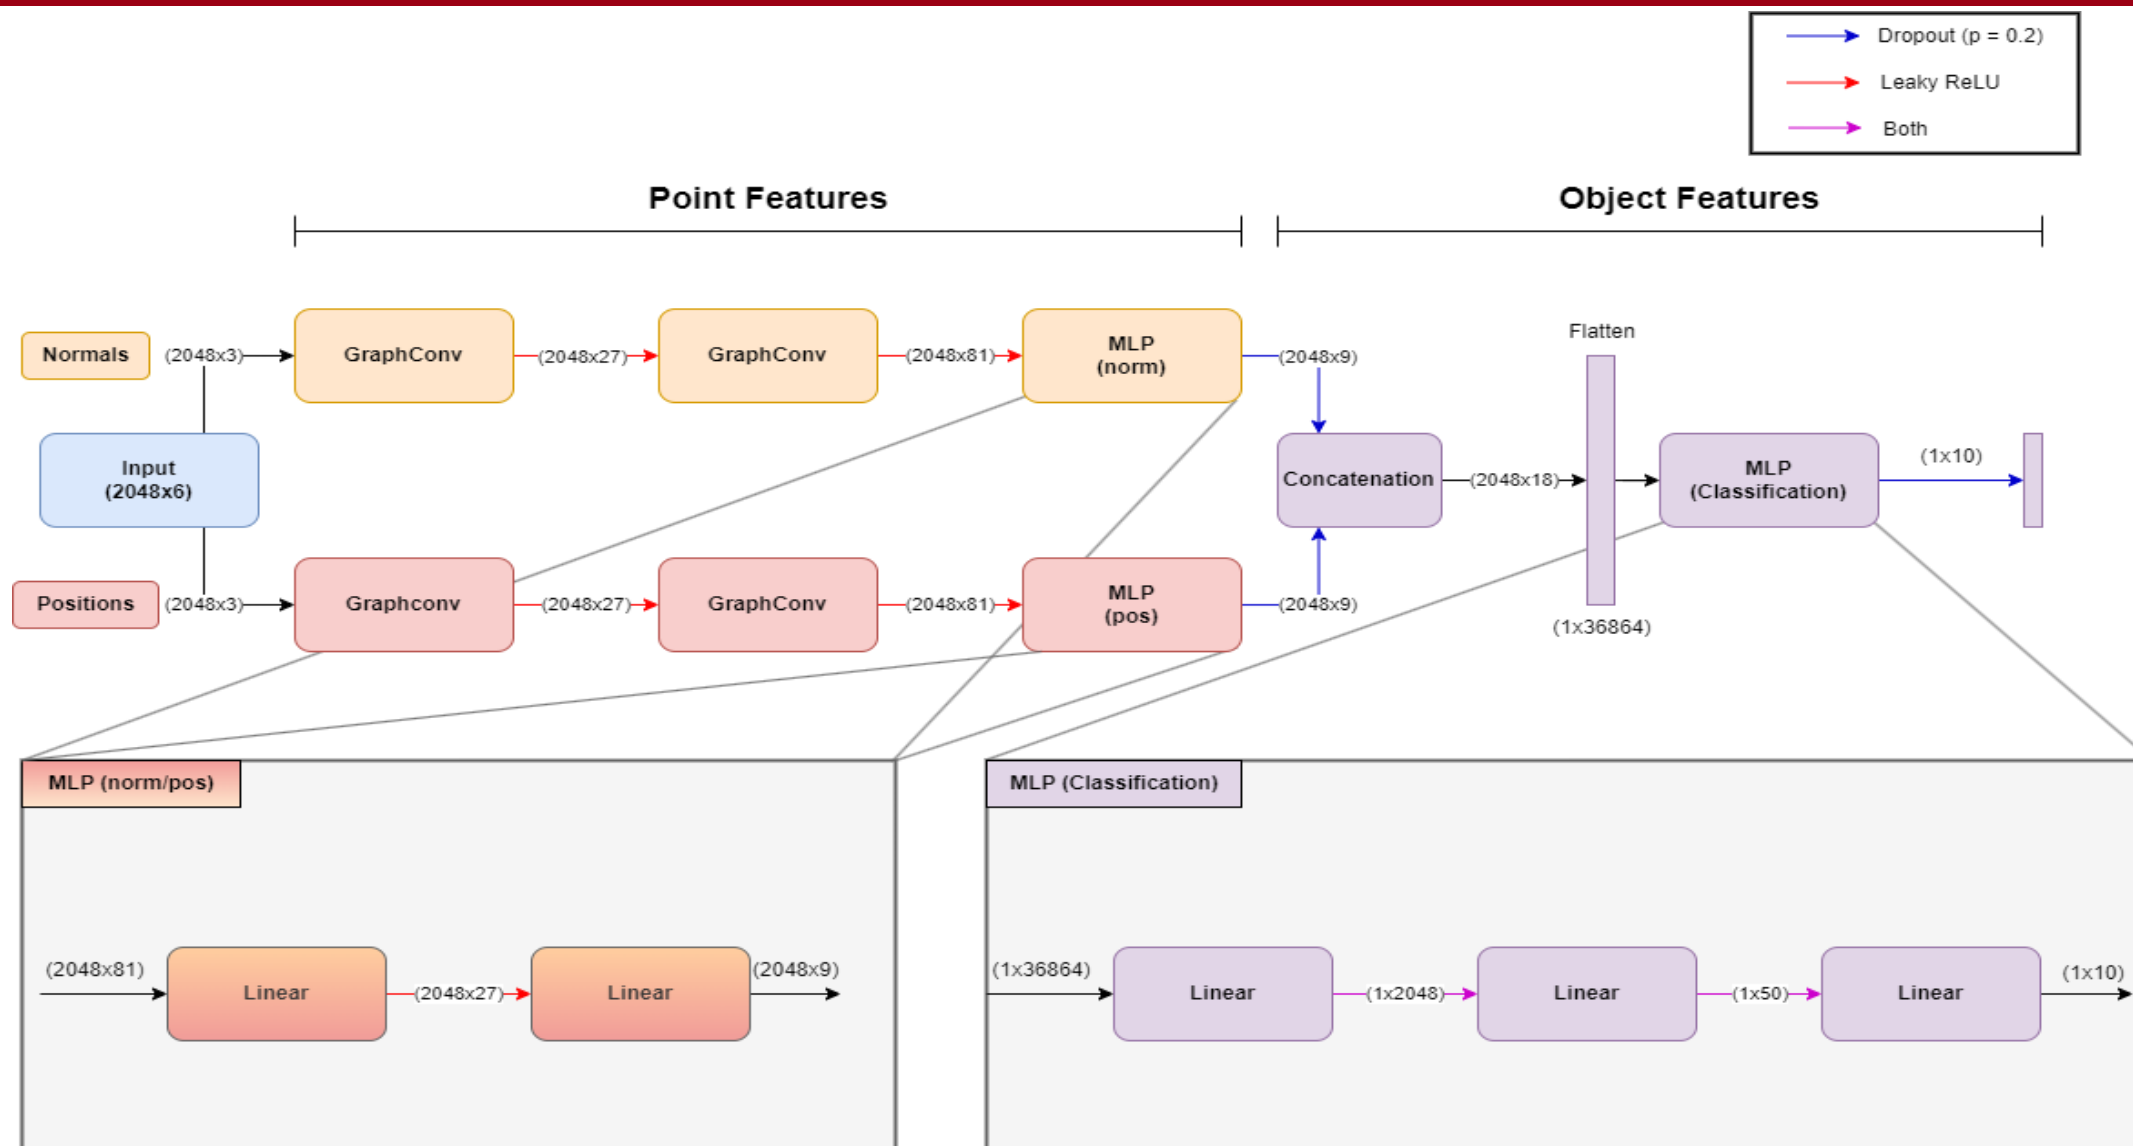 Dropout (p = 0.2)
Leaky ReLU
Both
Point Features
Object Features
Flatten
Normals
(2048x3)
GraphConv
(2048x27)
GraphConv
(2048x81)
MLP
(norm)
(2048x9)
Input
(2048x6)
Concatenation
(2048x18)
MLP
(Classification)
(1x10)
Positions
(2048x3)
Graphconv
(2048x27)
GraphConv
(2048x81)
MLP
(pos)
(2048x9)
(1x36864)
MLP (norm/pos)
(2048x81)
Linear
(2048x27)
Linear
(2048x9)
MLP (Classification)
(1x36864)
Linear
(1x2048)
Linear
(1x50)
Linear
(1x10)